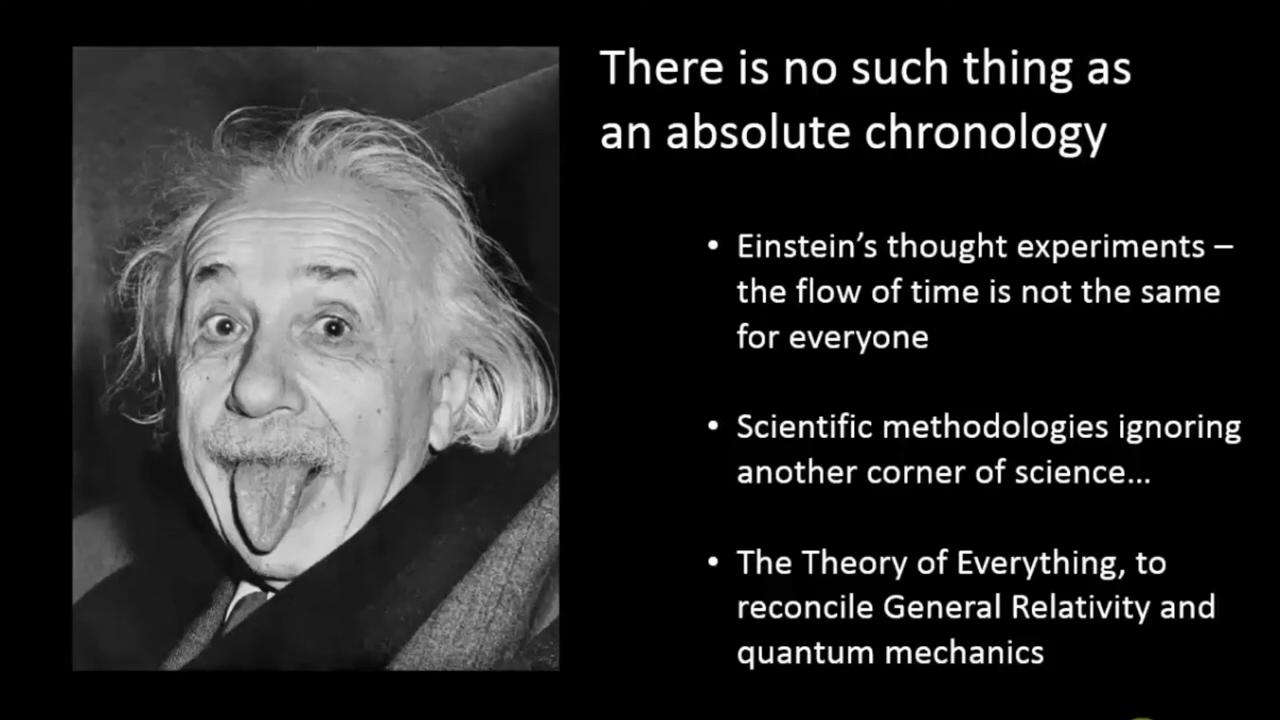 There is no such thing as
an absolute chronology
• Einstein’s thought experiments –
the flow of time is not the same
for everyone
• Scientific methodologies ignoring
another corner of science…
• The Theory of Everything, to
reconcile General Relativity and
quantum mechanics